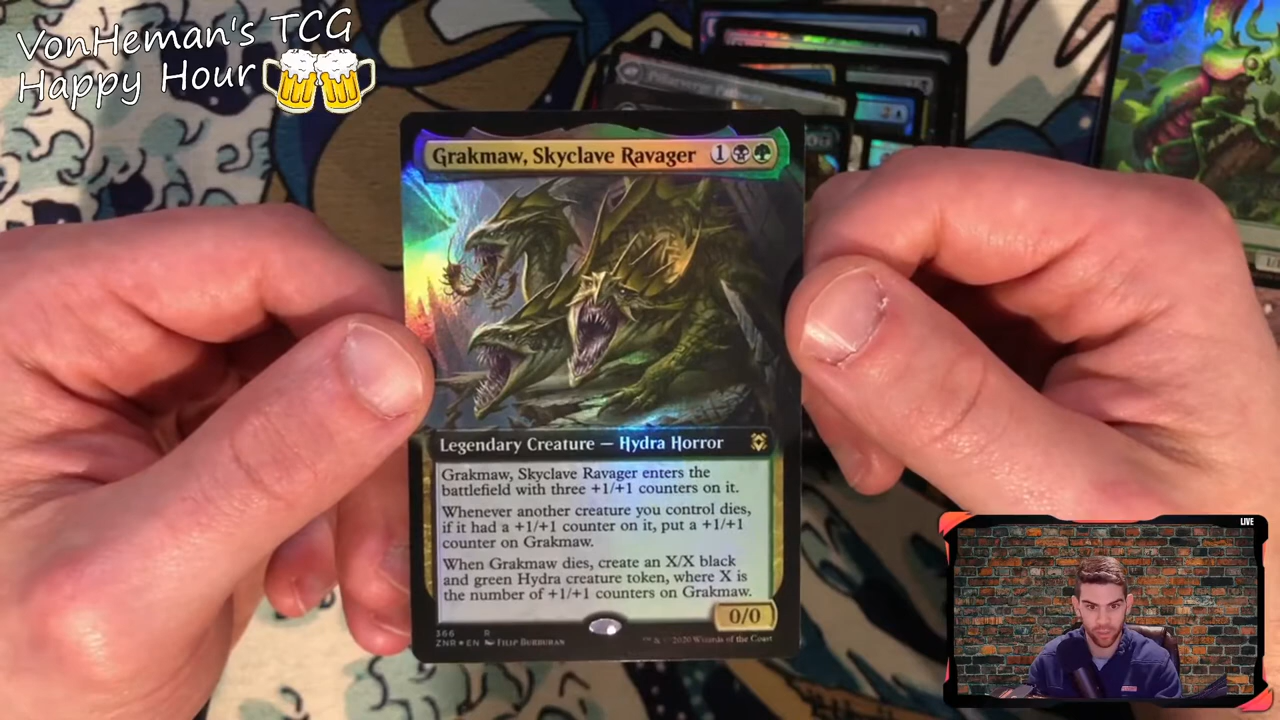 VonHeman's TCG
Happy Hour
Grakmaw, Skyclave Ravager 1
Legendary Creature — Hydra Horror
Grakmaw, Skyclave Ravager enters the
battlefield with three +1/+1 counters on it.
Whenever another creature you control dies,
if it had a +1/+1 counter on it, put a +1/+1
counter on Grakmaw.
When Grakmaw dies, create an X/X black
and green Hydra creature token, where X is
the number of +1/+1 counters on Grakmaw.
0/0
366 R
ZNR ★ EN Filip Burburan
™ & © 2020 Wizards of the Coast
LIVE